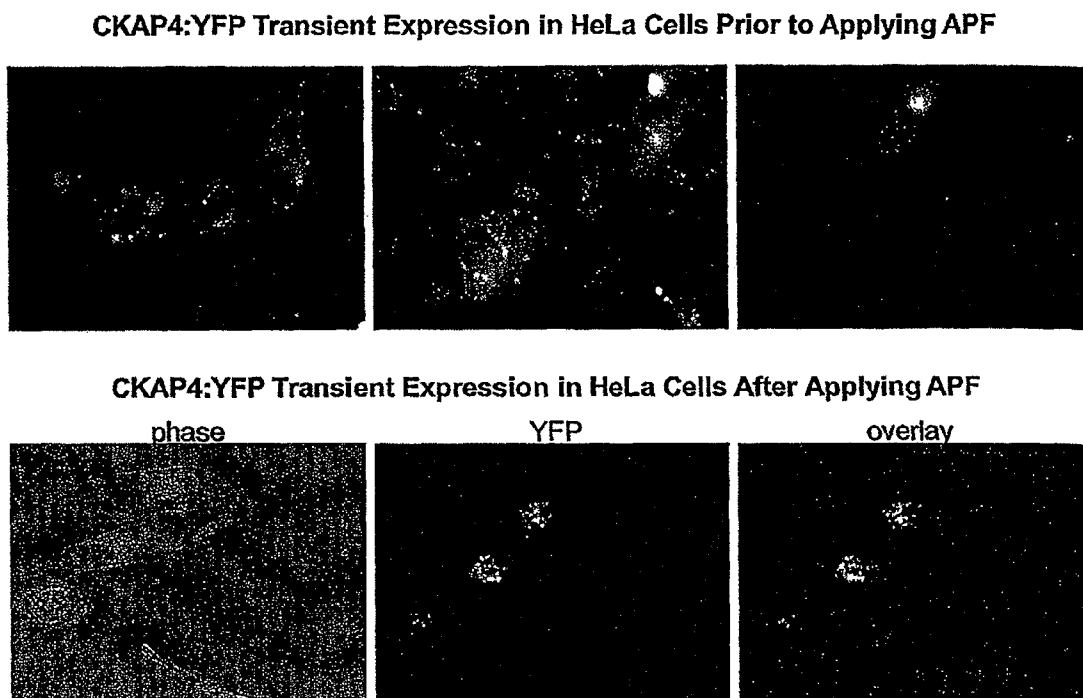 CKAP4:YFP Transient Expression in HeLa Cells Prior to Applying APF
CKAP4:YFP Transient Expression in HeLa Cells After Applying APF
phase YFP overlay